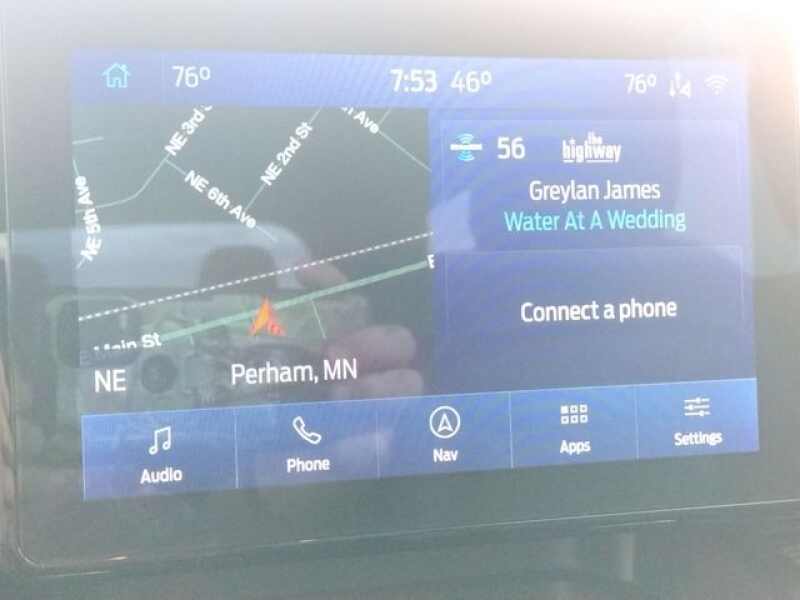 76°
7:53 46°
76°
NE 3rd
NE 2nd St
Ave
NE 6th Ave
NE 5th Ave
Main St
E
NE
Perham, MN
56 the highway
Greylan James
Water At A Wedding
Connect a phone
Audio
Phone
Nav
Apps
Settings